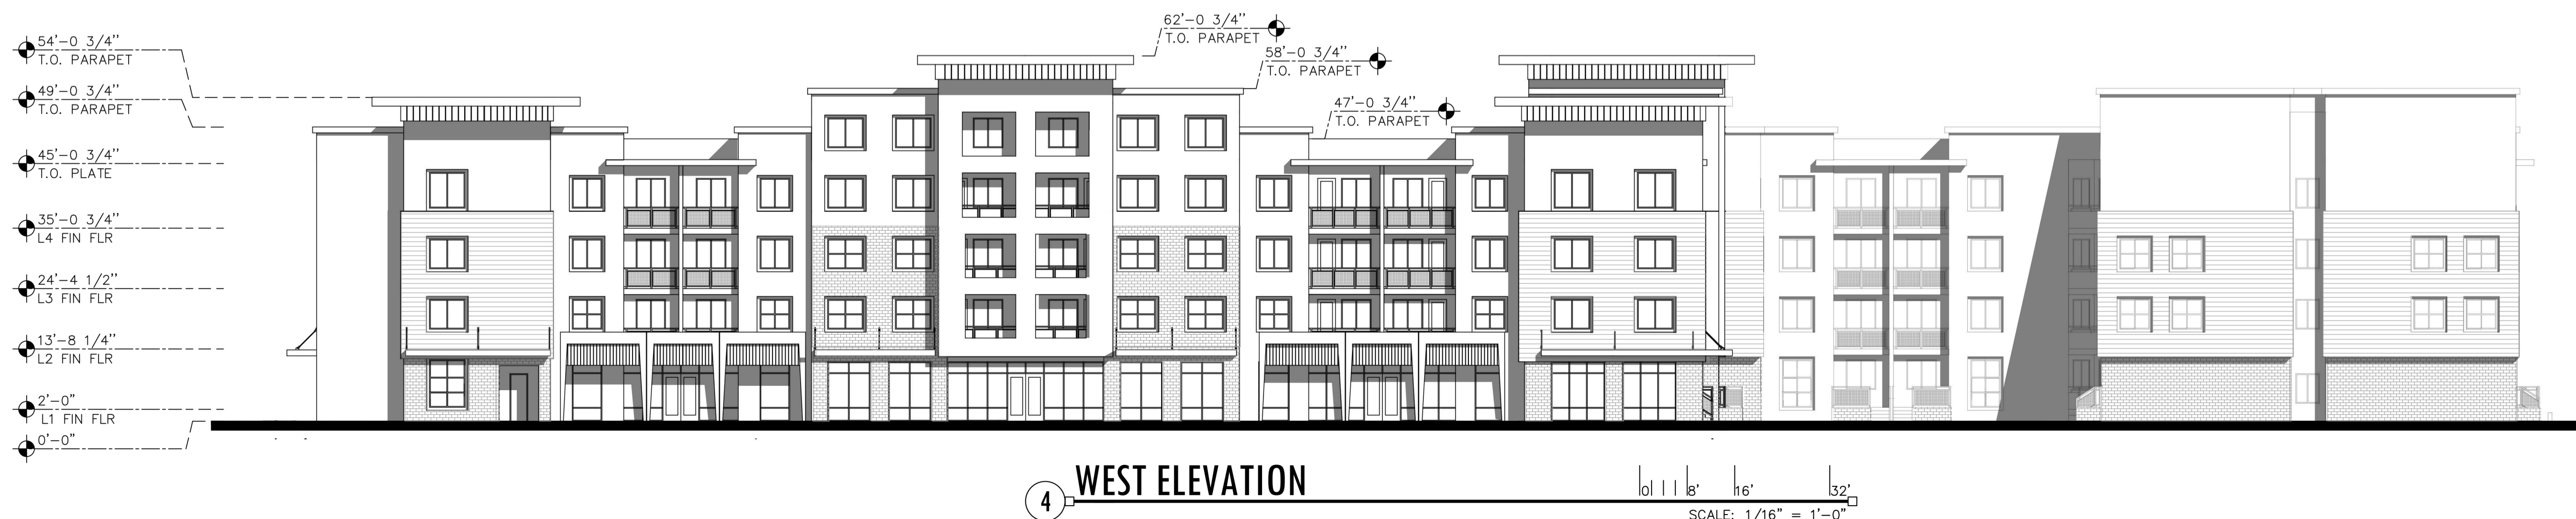 54'-0 3/4"
T.O. PARAPET
49'-0 3/4"
T.O. PARAPET
45'-0 3/4"
T.O. PLATE
35'-0 3/4"
L4 FIN FLR
24'-4 1/2"
L3 FIN FLR
13'-8 1/4"
L2 FIN FLR
2'-0"
L1 FIN FLR
0'-0"
62'-0 3/4"
T.O. PARAPET
58'-0 3/4"
T.O. PARAPET
47'-0 3/4"
T.O. PARAPET
4 WEST ELEVATION
0 8' 16' 32'
SCALE: 1/16" = 1'-0"